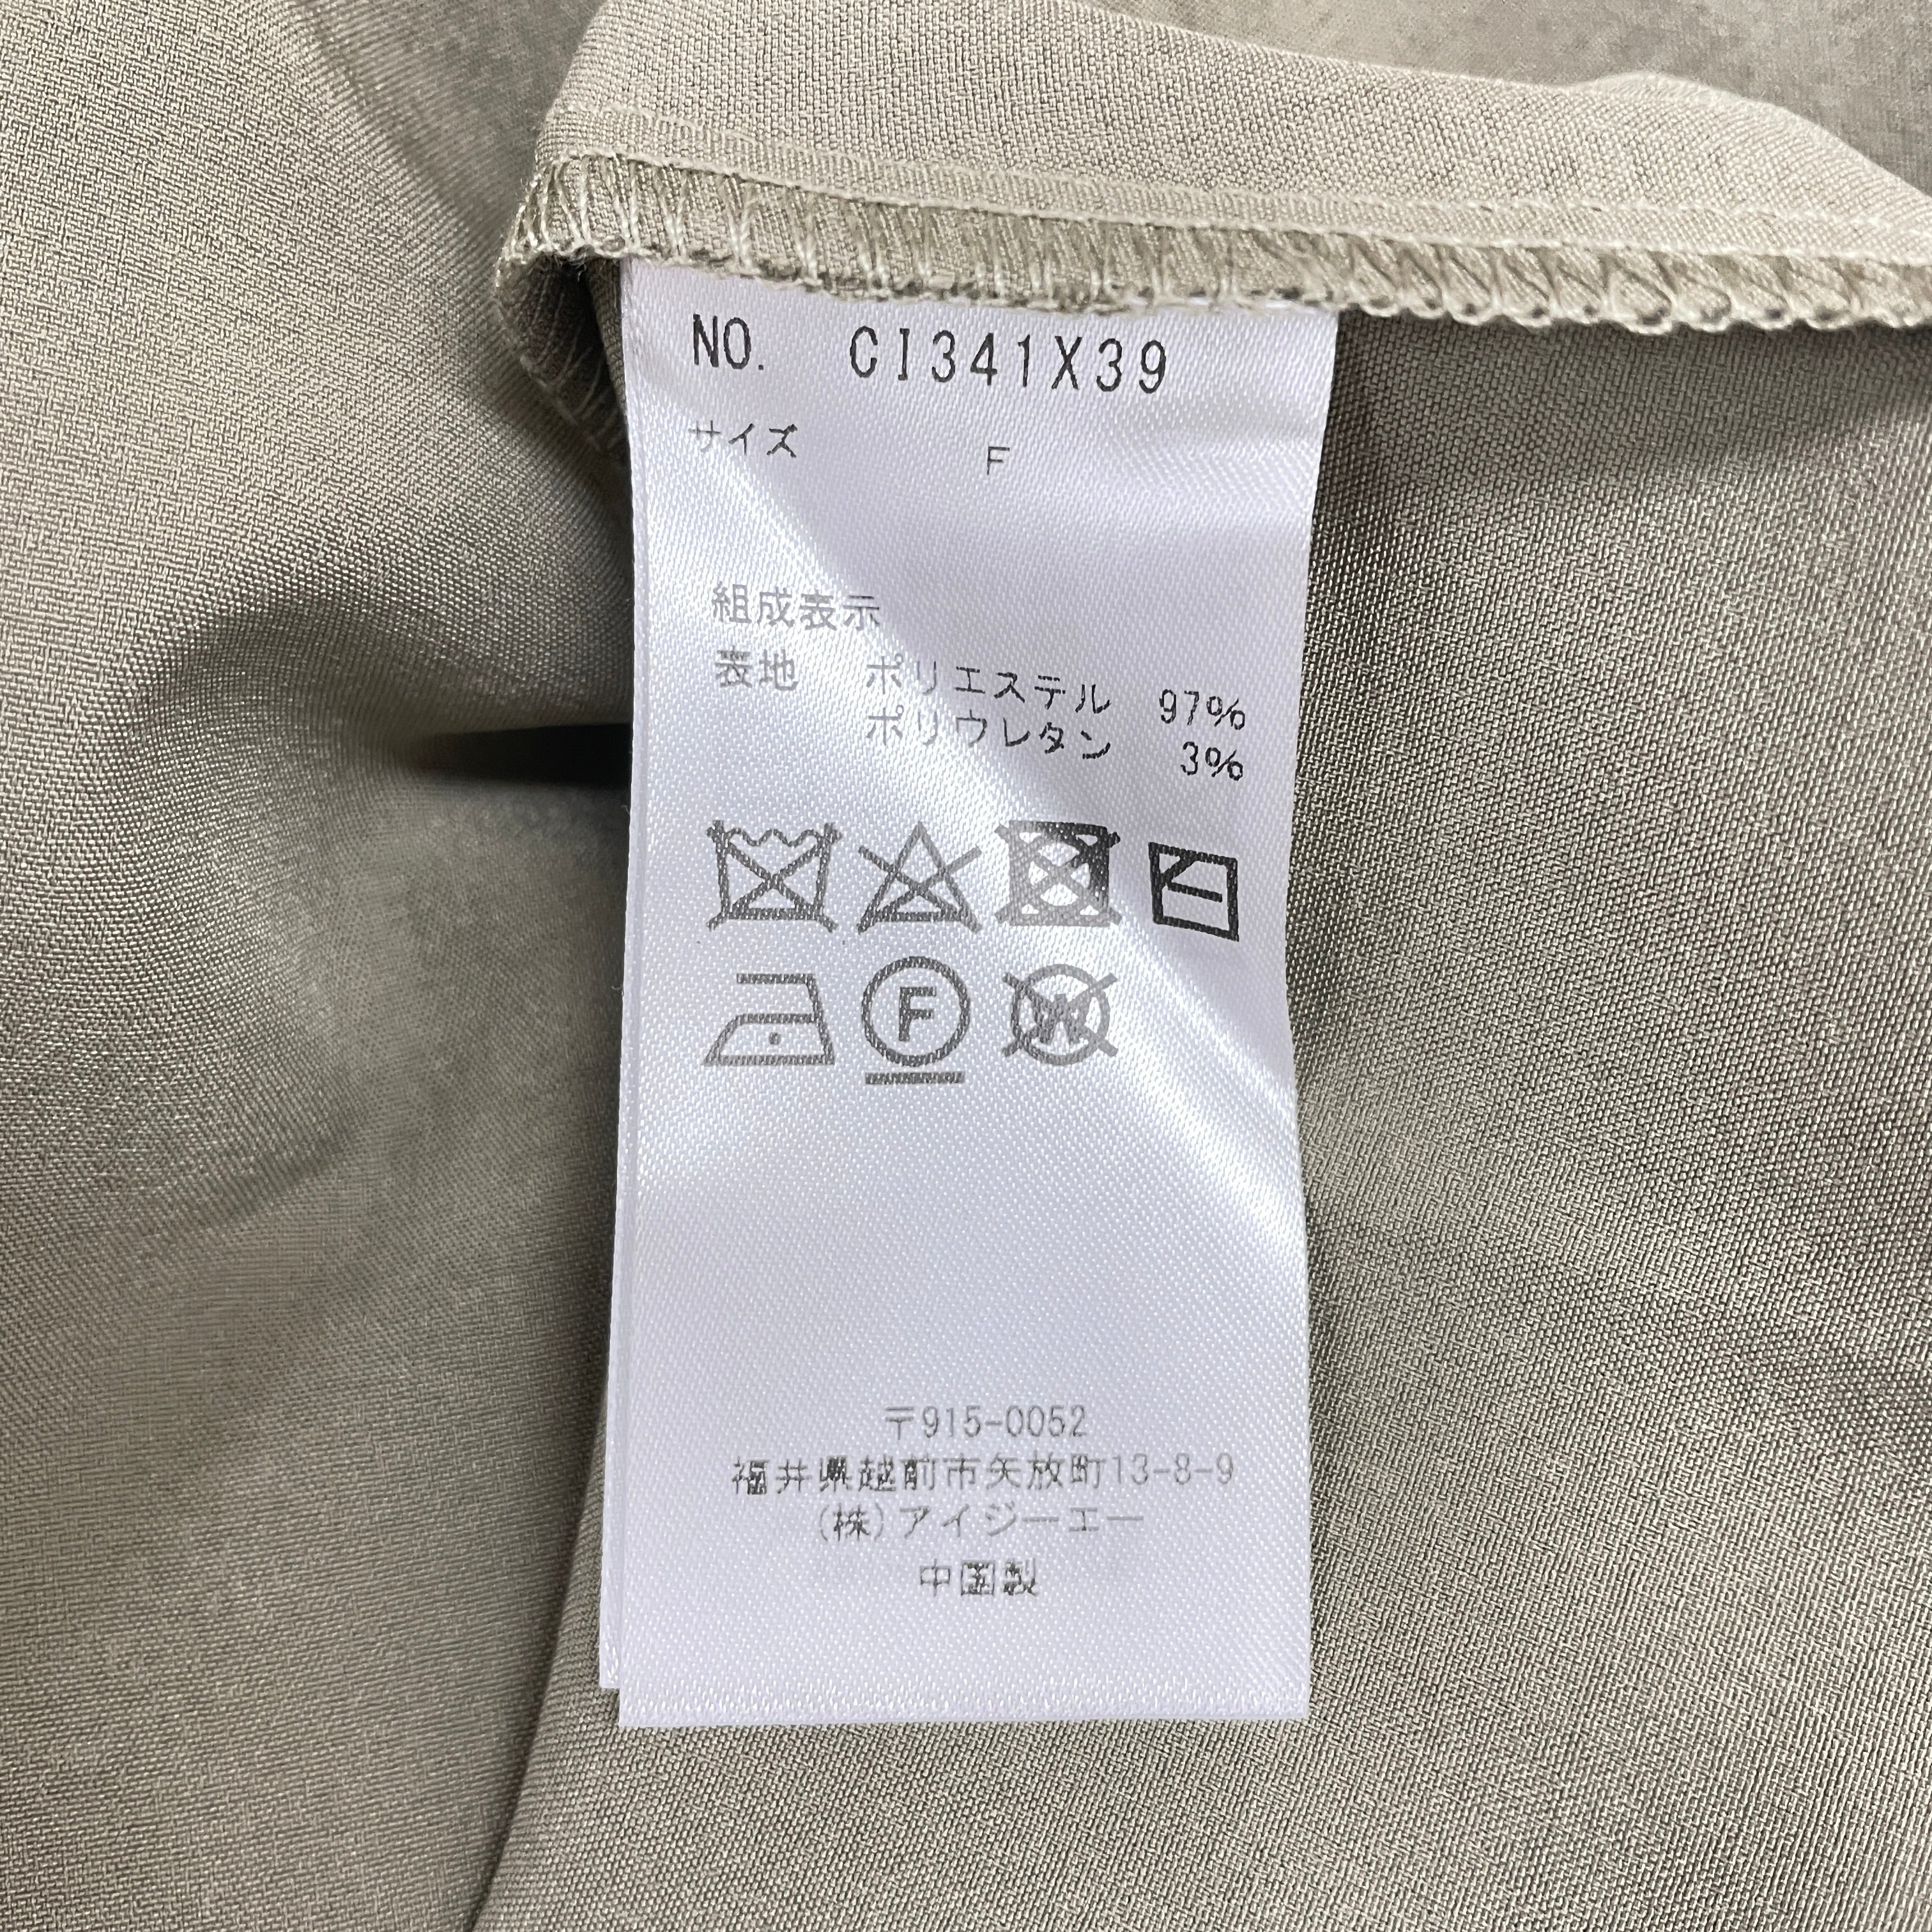 NO. CI341X39
サイズ F
組成表示
表地 ポリエステル 97%
ポリウレタン 3%
F
W
〒915-0052
福井県越前市矢放町13-8-9
(株)アイジーエー
中国製